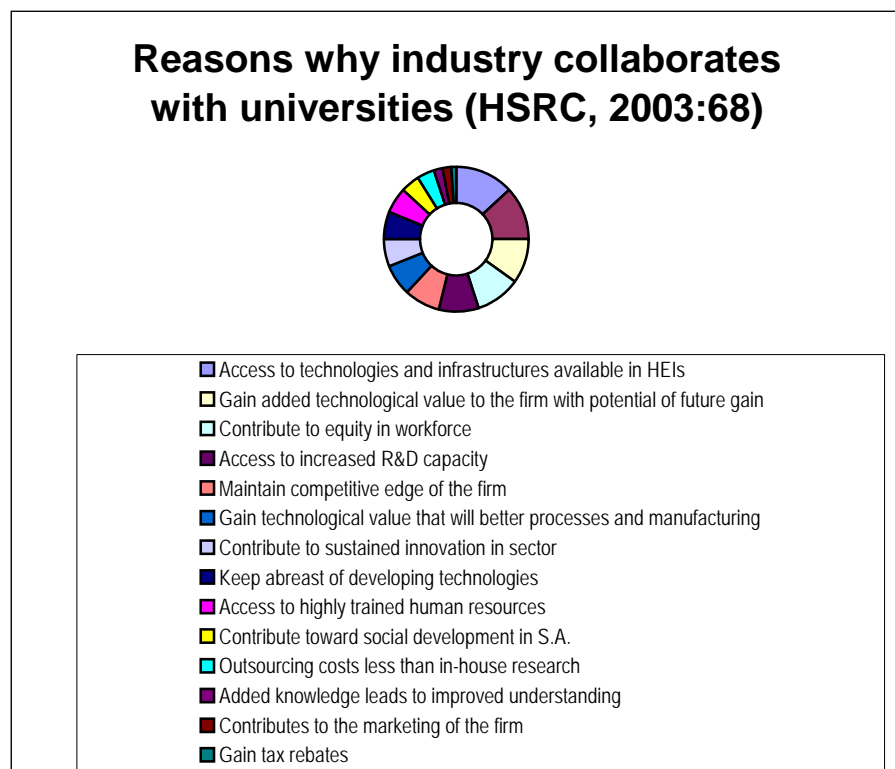 Reasons why industry collaborates
with universities (HSRC, 2003:68)
Access to technologies and infrastructures available in HEIs
Gain added technological value to the firm with potential of future gain
Contribute to equity in workforce
Access to increased R&D capacity
Maintain competitive edge of the firm
Gain technological value that will better processes and manufacturing
Contribute to sustained innovation in sector
Keep abreast of developing technologies
Access to highly trained human resources
Contribute toward social development in S.A.
Outsourcing costs less than in-house research
Added knowledge leads to improved understanding
Contributes to the marketing of the firm
Gain tax rebates